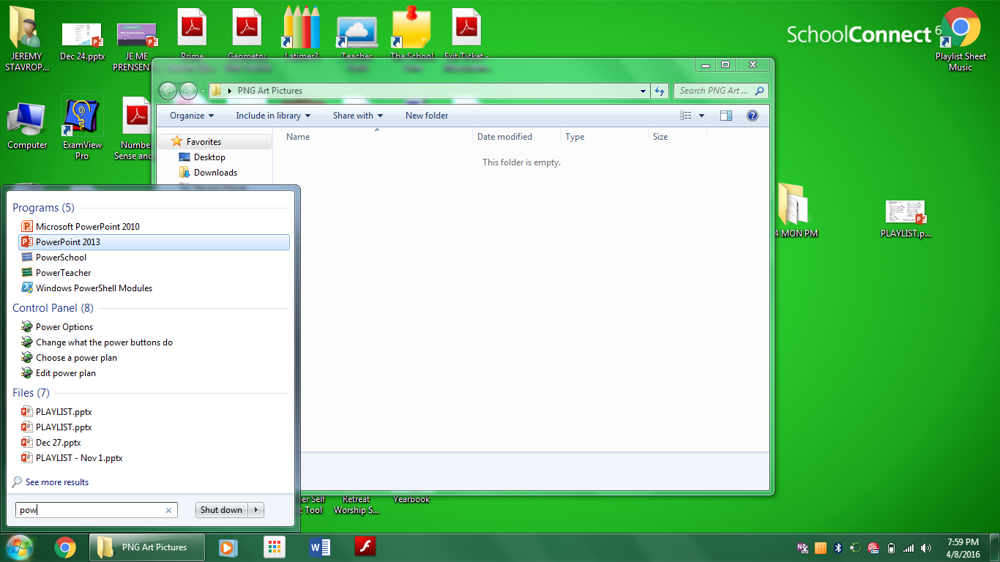 JEREMY
STAVROP...
Dec 24.pptx
JE ME
PRENSENT...
Prime
Geometry
Latimer3
Teacher
The School
Exit Ticket -
SchoolConnect 6
Playlist Sheet
Music
Computer
ExamView
Pro
Number
Sense and
PNG Art Pictures
Search PNG Art ...
Organize
Include in library
Share with
New folder
Favorites
Desktop
Downloads
Name
Date modified
Type
Size
This folder is empty.
4 MON PM
PLAYLIST.p...
Programs (5)
Microsoft PowerPoint 2010
PowerPoint 2013
PowerSchool
PowerTeacher
Windows PowerShell Modules
Control Panel (8)
Power Options
Change what the power buttons do
Choose a power plan
Edit power plan
Files (7)
PLAYLIST.pptx
PLAYLIST.pptx
Dec 27.pptx
PLAYLIST - Nov 1.pptx
See more results
pow
Shut down
er Self
t Tool
Retreat
Worship S...
Yearbook
PNG Art Pictures
7:59 PM
4/8/2016